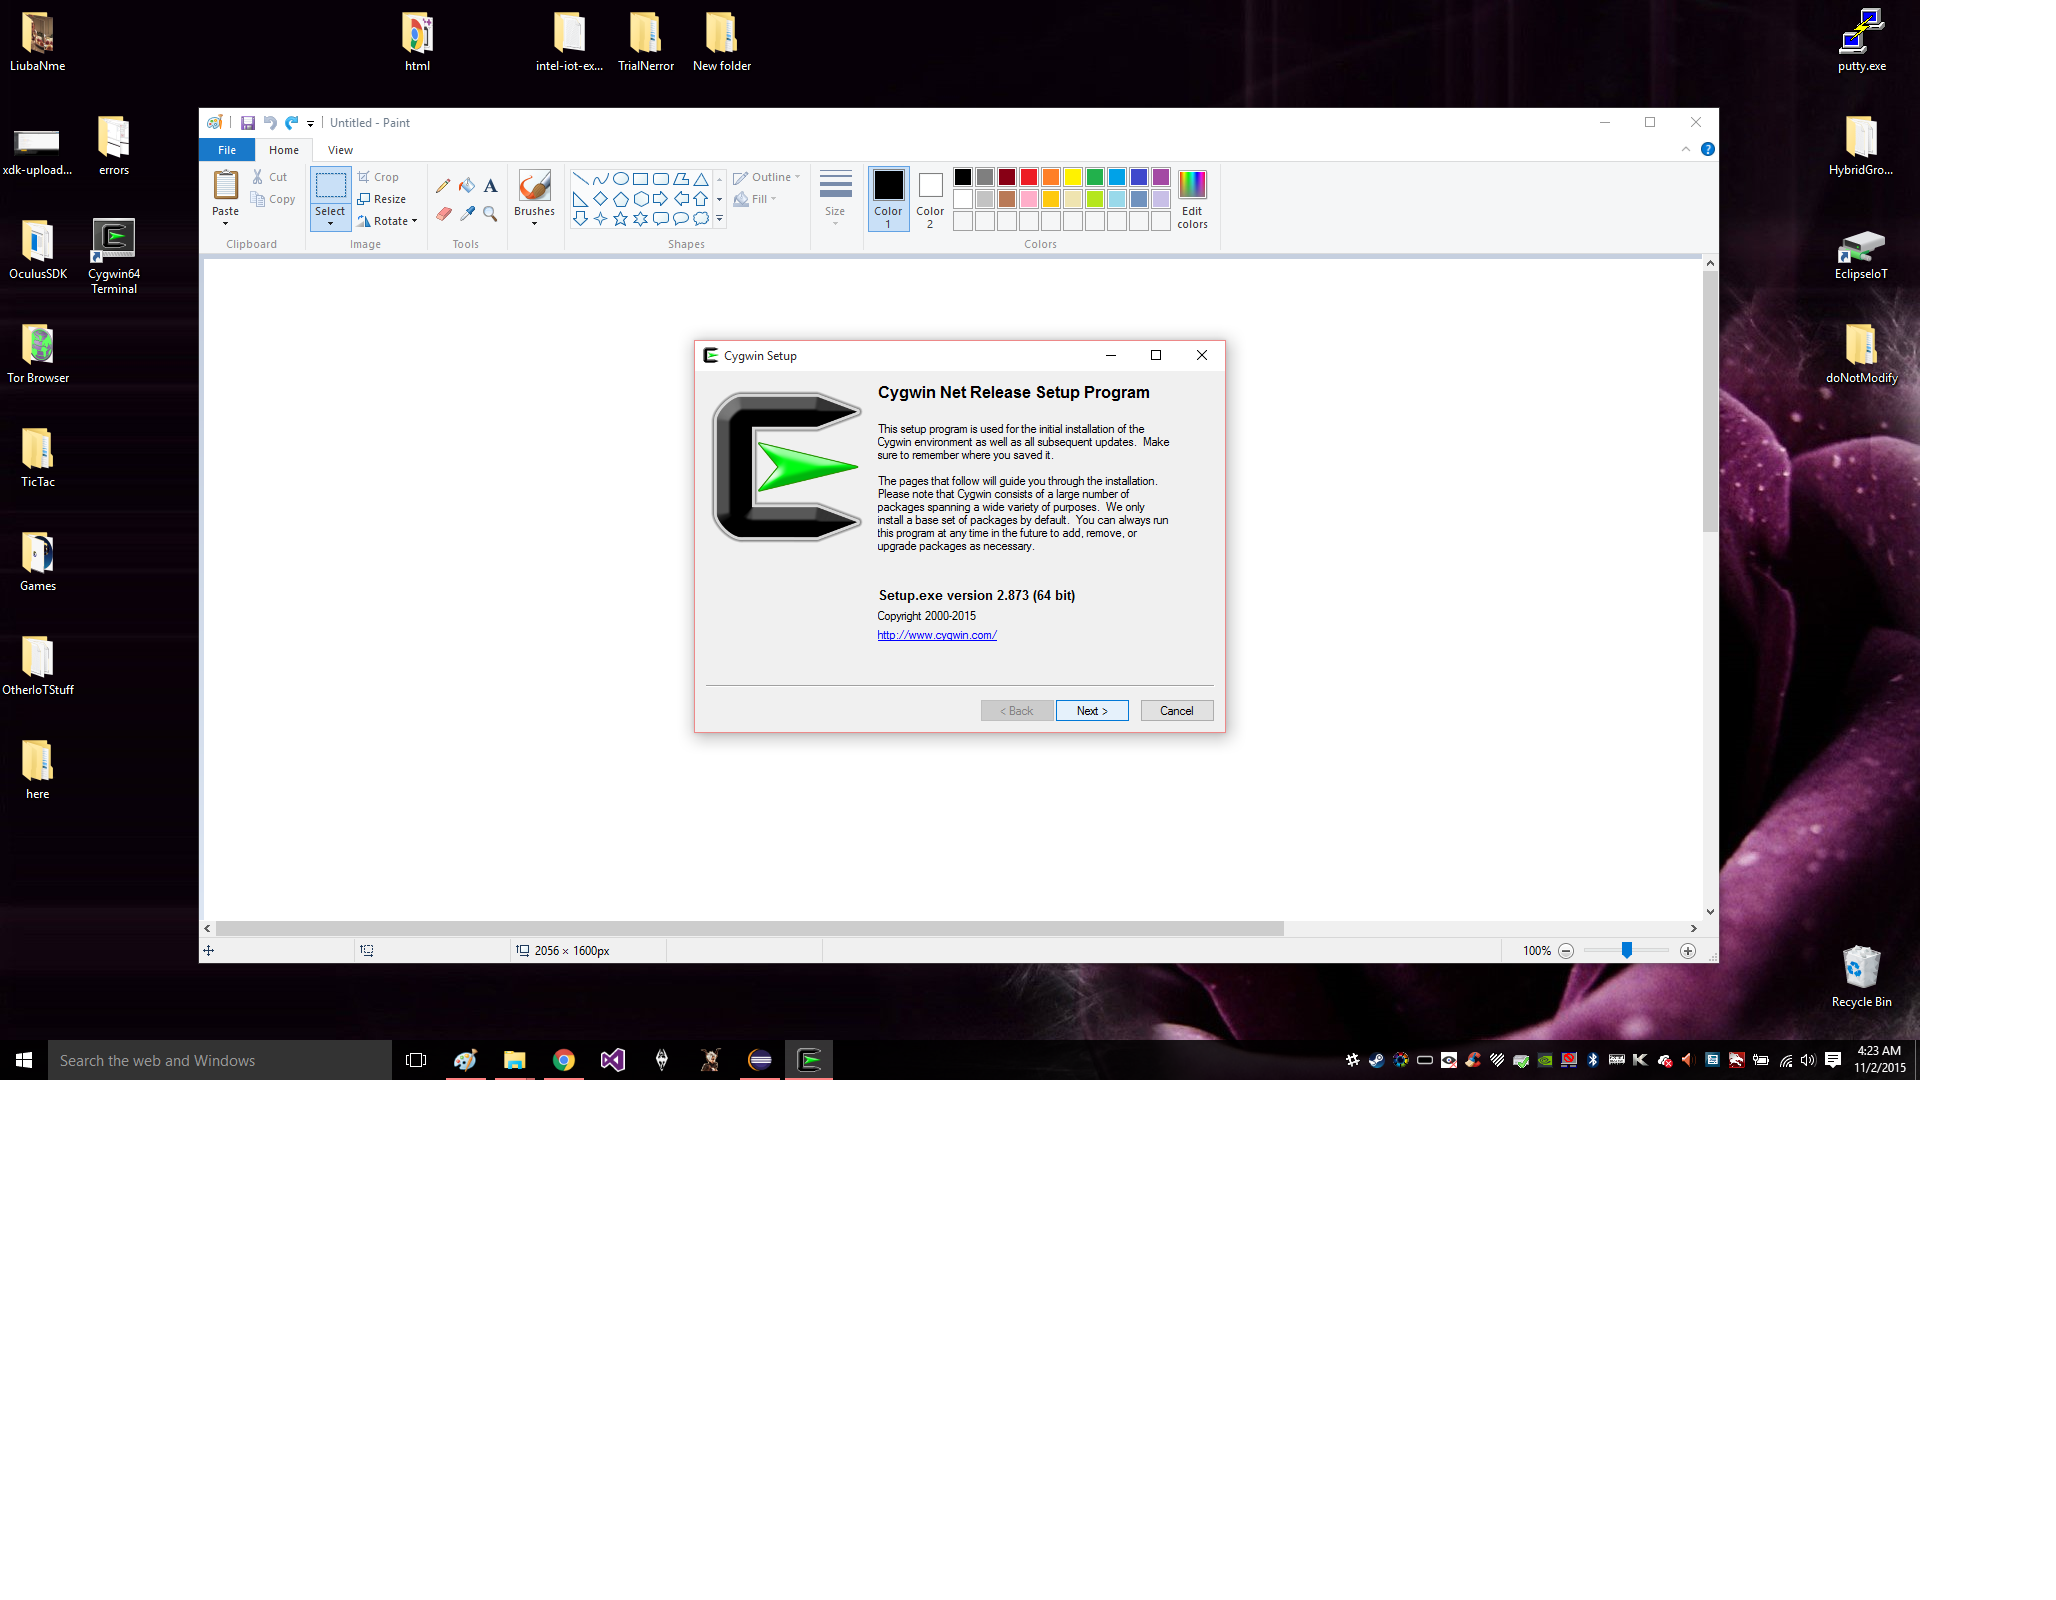 LiubaNme
html
intel-iot-ex...
TrialNerror
New folder
putty.exe
xdk-upload...
errors
HybridGro...
OculusSDK
Cygwin64
Terminal
EclipseIoT
Tor Browser
doNotModify
TicTac
Games
OtherIoTStuff
here
Recycle Bin
Untitled - Paint
File
Home
View
Paste
Cut
Copy
Clipboard
Select
Crop
Resize
Rotate
Image
A
Tools
Brushes
Shapes
Outline
Fill
Size
Color
1
Color
2
Edit
colors
Colors
Cygwin Setup
Cygwin Net Release Setup Program
This setup program is used for the initial installation of the
Cygwin environment as well as all subsequent updates. Make
sure to remember where you saved it.
The pages that follow will guide you through the installation.
Please note that Cygwin consists of a large number of
packages spanning a wide variety of purposes. We only
install a base set of packages by default. You can always run
this program at any time in the future to add, remove, or
upgrade packages as necessary.
Setup.exe version 2.873 (64 bit)
Copyright 2000-2015
http://www.cygwin.com/
< Back
Next >
Cancel
2056 × 1600px
100%
Search the web and Windows
4:23 AM
11/2/2015